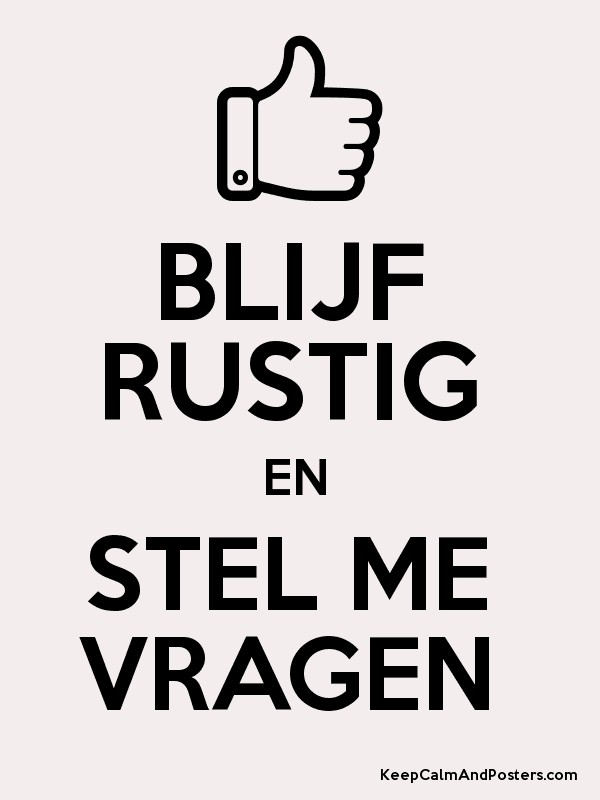 BLIJF
RUSTIG
EN
STEL ME
VRAGEN
KeepCalmAndPosters.com